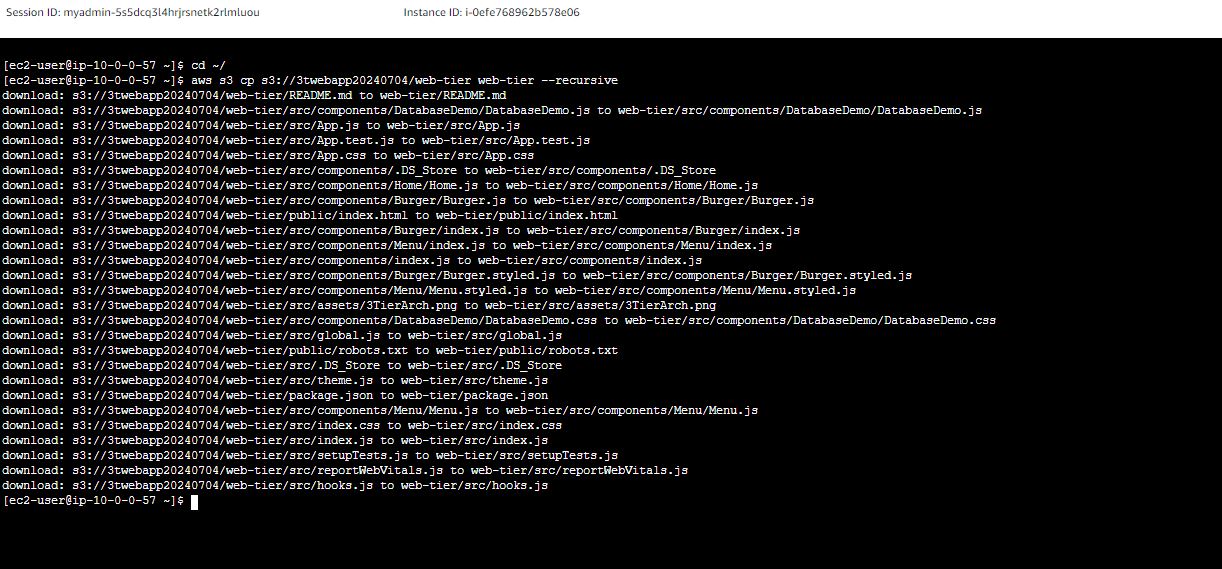 Session ID: myadmin-5s5dcq3l4hrjrsnetk2rlmluou Instance ID: i-0efe768962b578e06
[ec2-user@ip-10-0-0-57 ~]$ cd ~/
[ec2-user@ip-10-0-0-57 ~]$ aws s3 cp s3://3twebapp20240704/web-tier web-tier --recursive
download: s3://3twebapp20240704/web-tier/README.md to web-tier/README.md
download: s3://3twebapp20240704/web-tier/src/components/DatabaseDemo/DatabaseDemo.js to web-tier/src/components/DatabaseDemo/DatabaseDemo.js
download: s3://3twebapp20240704/web-tier/src/App.js to web-tier/src/App.js
download: s3://3twebapp20240704/web-tier/src/App.test.js to web-tier/src/App.test.js
download: s3://3twebapp20240704/web-tier/src/App.css to web-tier/src/App.css
download: s3://3twebapp20240704/web-tier/src/components/.DS_Store to web-tier/src/components/.DS_Store
download: s3://3twebapp20240704/web-tier/src/components/Home/Home.js to web-tier/src/components/Home/Home.js
download: s3://3twebapp20240704/web-tier/src/components/Burger/Burger.js to web-tier/src/components/Burger/Burger.js
download: s3://3twebapp20240704/web-tier/public/index.html to web-tier/public/index.html
download: s3://3twebapp20240704/web-tier/src/components/Burger/index.js to web-tier/src/components/Burger/index.js
download: s3://3twebapp20240704/web-tier/src/components/Menu/index.js to web-tier/src/components/Menu/index.js
download: s3://3twebapp20240704/web-tier/src/components/index.js to web-tier/src/components/index.js
download: s3://3twebapp20240704/web-tier/src/components/Burger/Burger.styled.js to web-tier/src/components/Burger/Burger.styled.js
download: s3://3twebapp20240704/web-tier/src/components/Menu/Menu.styled.js to web-tier/src/components/Menu/Menu.styled.js
download: s3://3twebapp20240704/web-tier/src/assets/3TierArch.png to web-tier/src/assets/3TierArch.png
download: s3://3twebapp20240704/web-tier/src/components/DatabaseDemo/DatabaseDemo.css to web-tier/src/components/DatabaseDemo/DatabaseDemo.css
download: s3://3twebapp20240704/web-tier/src/global.js to web-tier/src/global.js
download: s3://3twebapp20240704/web-tier/public/robots.txt to web-tier/public/robots.txt
download: s3://3twebapp20240704/web-tier/src/.DS_Store to web-tier/src/.DS_Store
download: s3://3twebapp20240704/web-tier/src/theme.js to web-tier/src/theme.js
download: s3://3twebapp20240704/web-tier/package.json to web-tier/package.json
download: s3://3twebapp20240704/web-tier/src/components/Menu/Menu.js to web-tier/src/components/Menu/Menu.js
download: s3://3twebapp20240704/web-tier/src/index.css to web-tier/src/index.css
download: s3://3twebapp20240704/web-tier/src/index.js to web-tier/src/index.js
download: s3://3twebapp20240704/web-tier/src/setupTests.js to web-tier/src/setupTests.js
download: s3://3twebapp20240704/web-tier/src/reportWebVitals.js to web-tier/src/reportWebVitals.js
download: s3://3twebapp20240704/web-tier/src/hooks.js to web-tier/src/hooks.js
[ec2-user@ip-10-0-0-57 ~]$